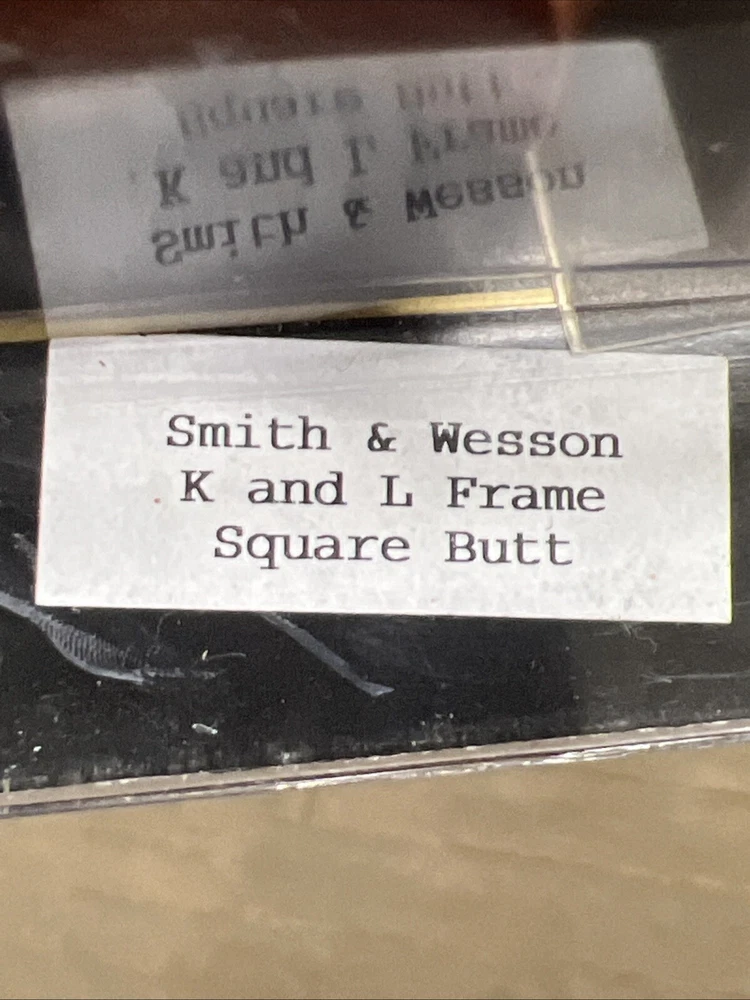 Smith & Wesson
K and L Frame
Square Butt